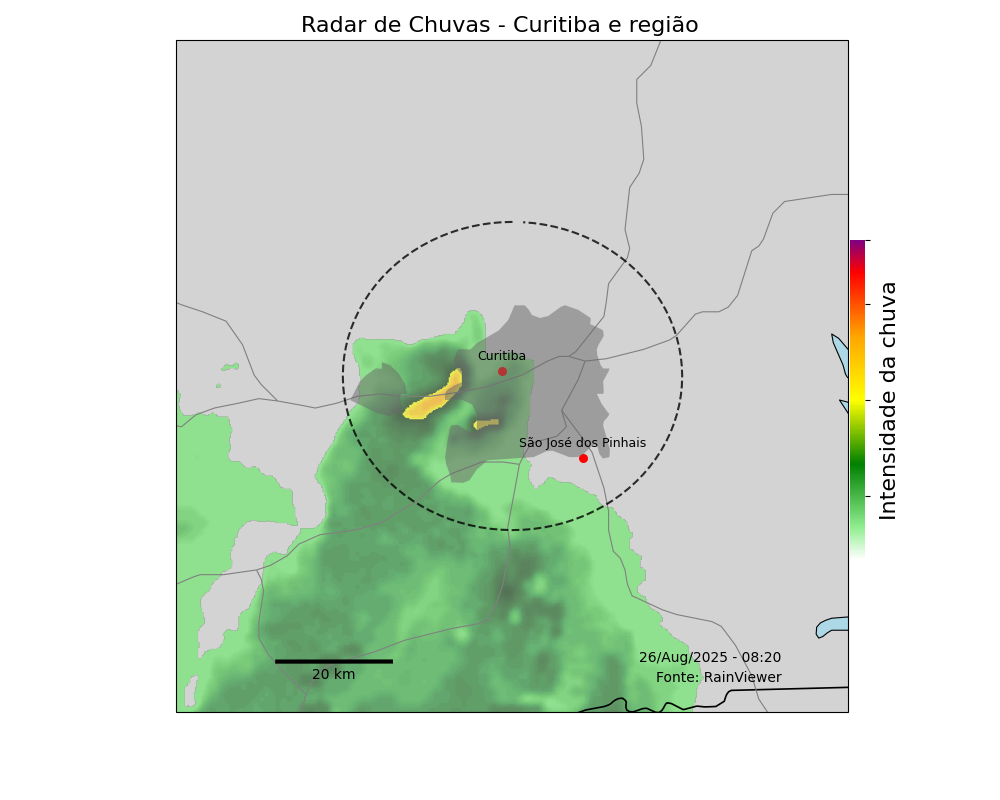 Radar de Chuvas - Curitiba e região
Curitiba
São José dos Pinhais
Intensidade da chuva
26/Aug/2025 - 08:20
20 km
Fonte: RainViewer